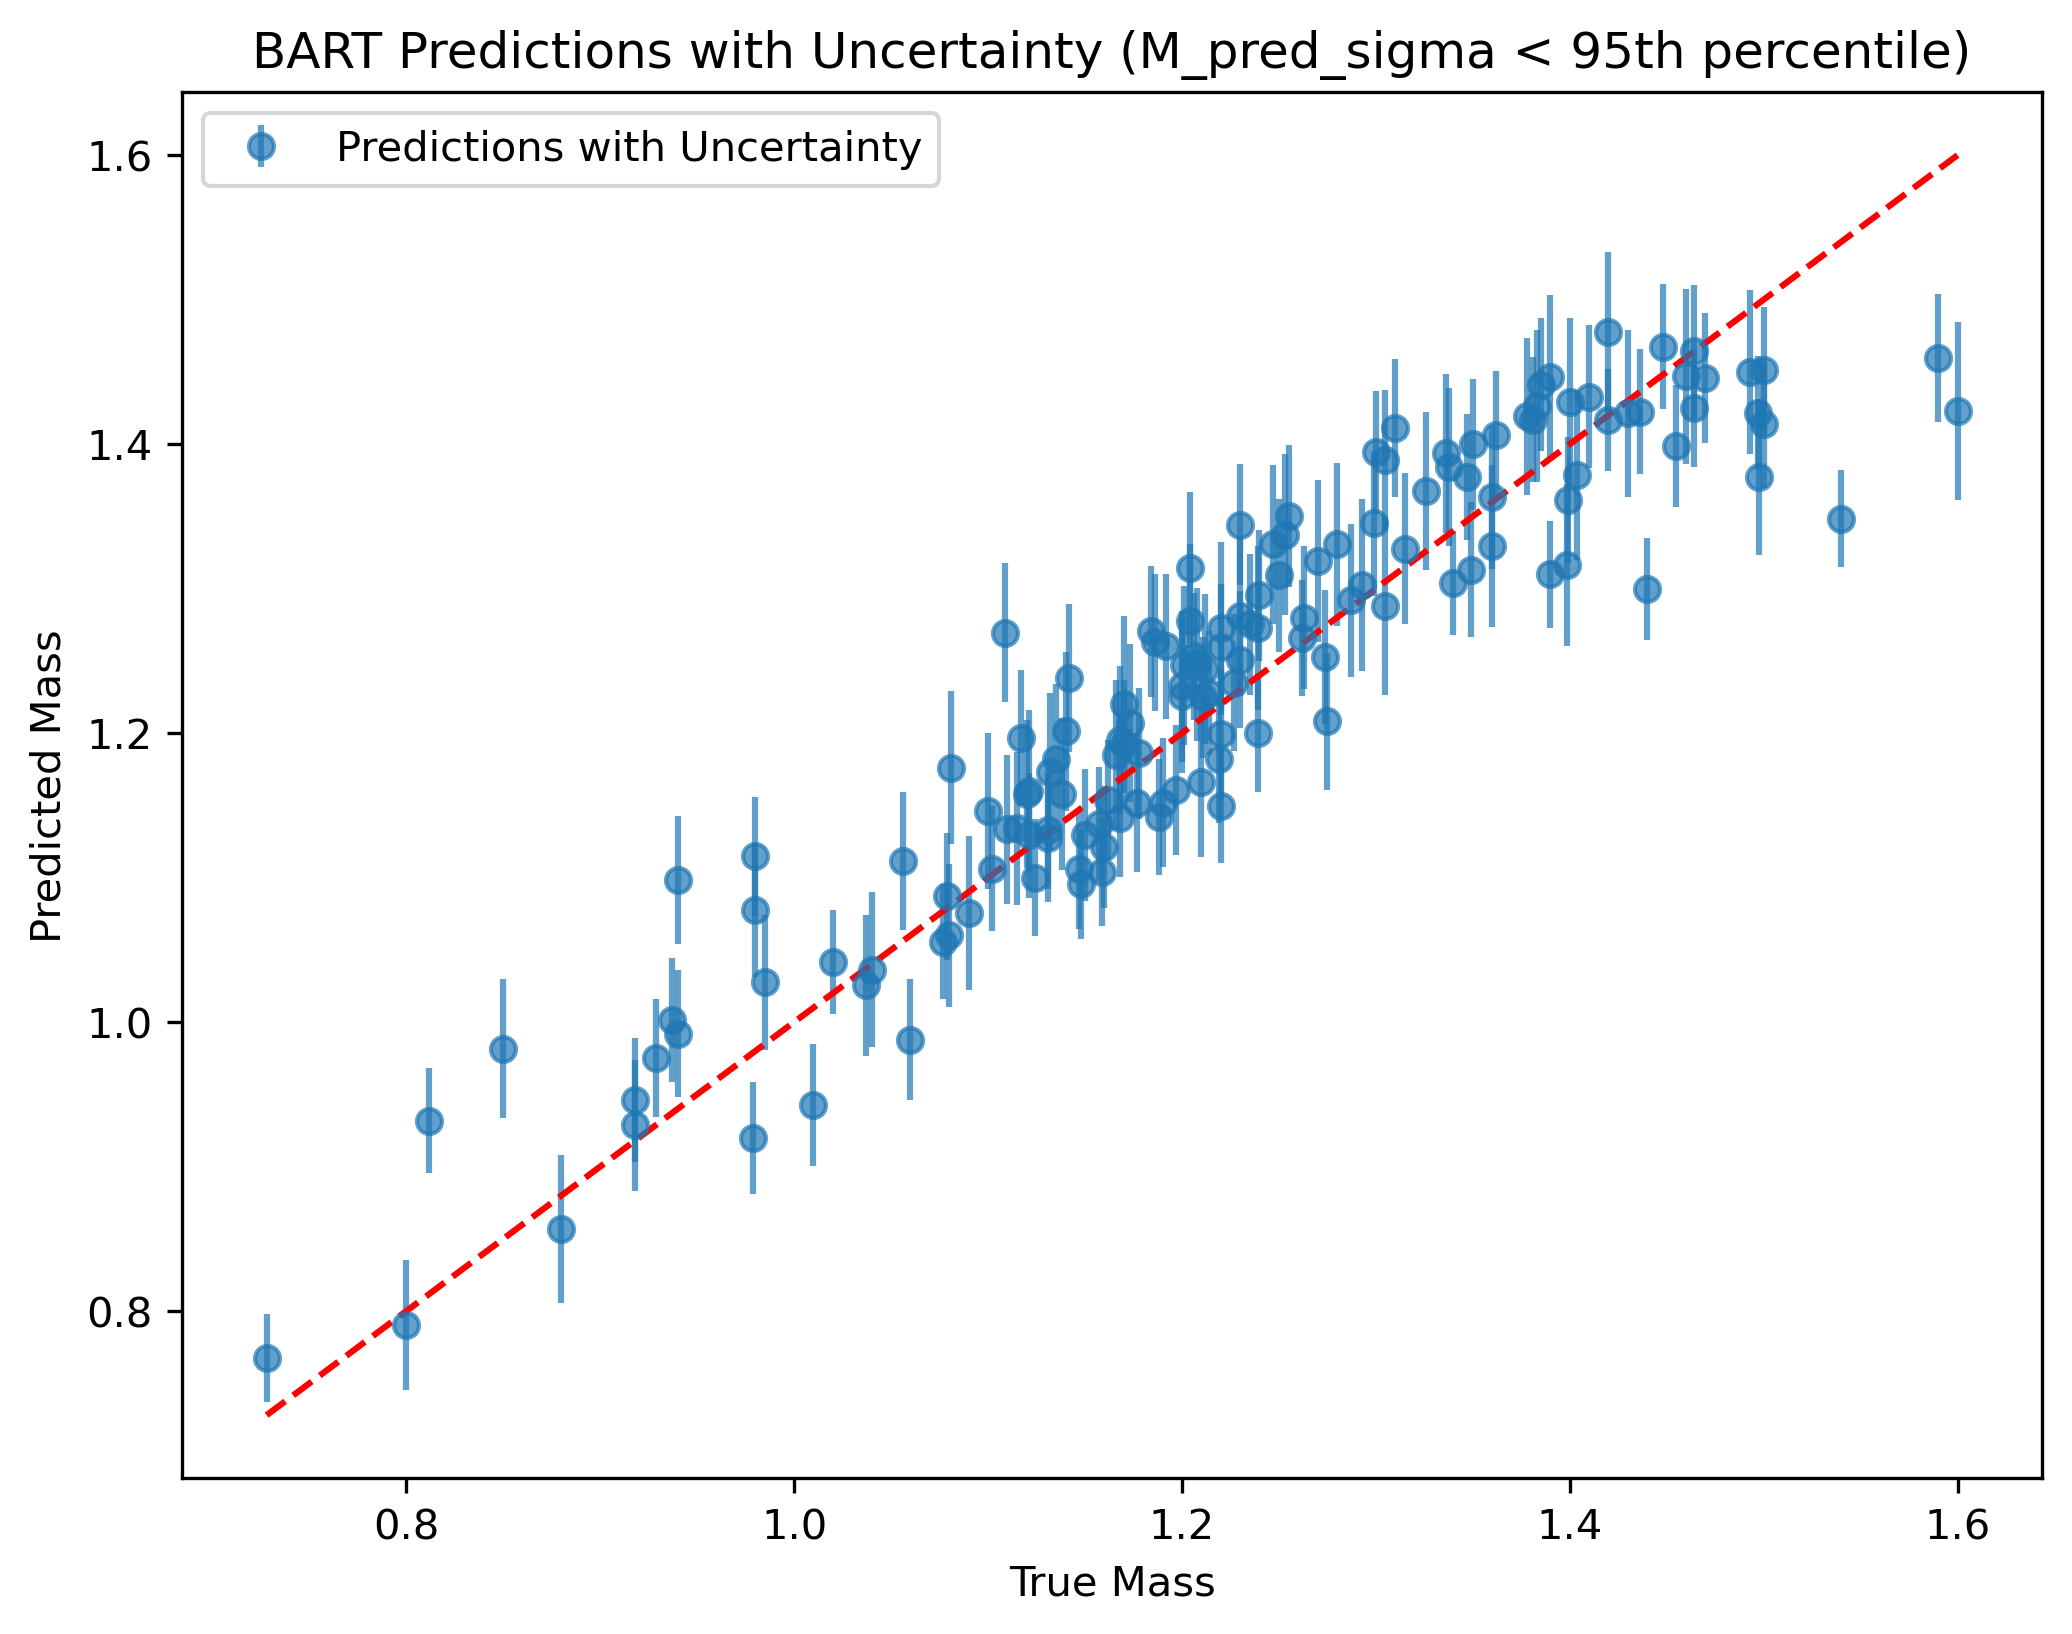 BART Predictions with Uncertainty (M_pred_sigma < 95th percentile)
Predictions with Uncertainty
1.6
1.4
1.2
1.0
0.8
Predicted Mass
0.8 1.0 1.2 1.4 1.6
True Mass